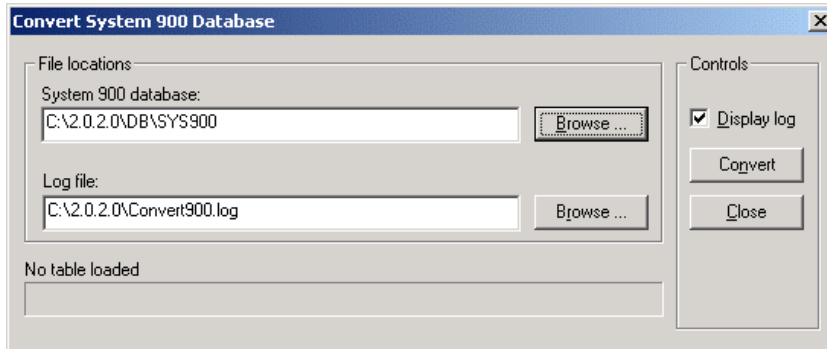 Convert System 900 Database
File locations
System 900 database:
C:\2.0.2.0\DB\SYS900
Browse ...
Log file:
C:\2.0.2.0\Convert900.log
Browse ...
No table loaded
Controls
Display log
Convert
Close